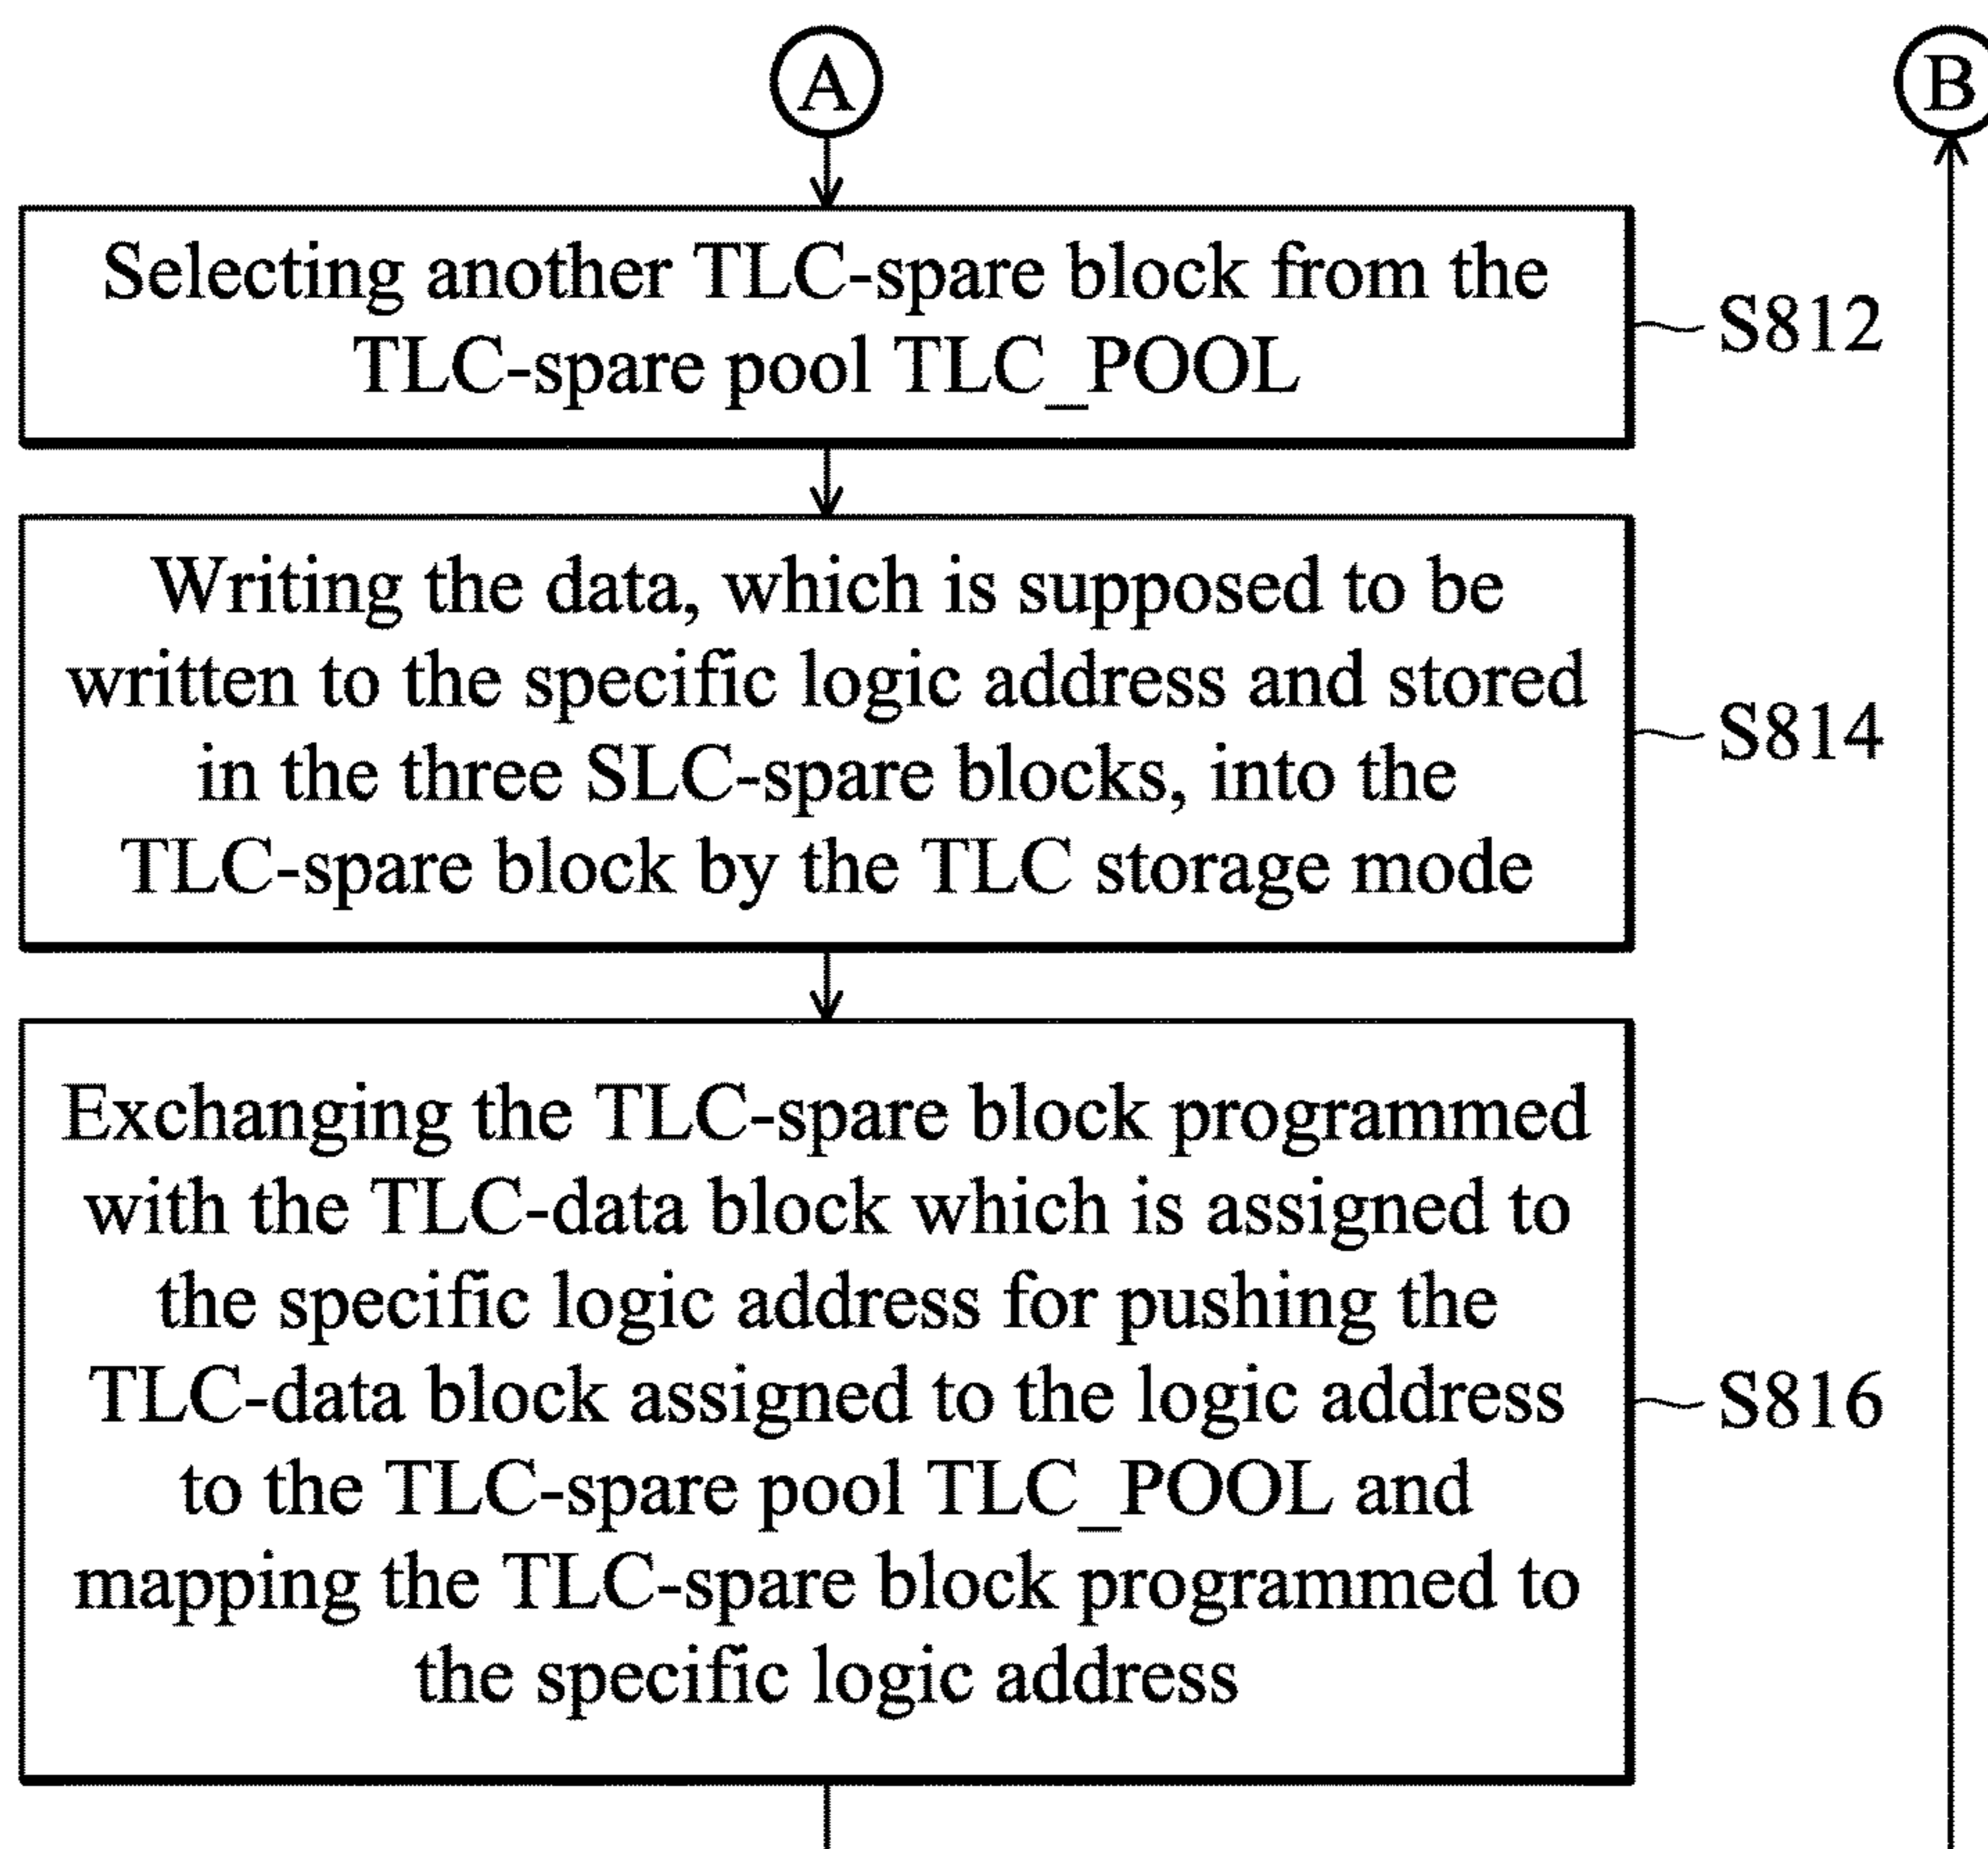 A
B
Selecting another TLC-spare block from the
TLC-spare pool TLC_POOL
S812
Writing the data, which is supposed to be
written to the specific logic address and stored
in the three SLC-spare blocks, into the
TLC-spare block by the TLC storage mode
S814
Exchanging the TLC-spare block programmed
with the TLC-data block which is assigned to
the specific logic address for pushing the
TLC-data block assigned to the logic address
to the TLC-spare pool TLC_POOL and
mapping the TLC-spare block programmed to
the specific logic address
S816